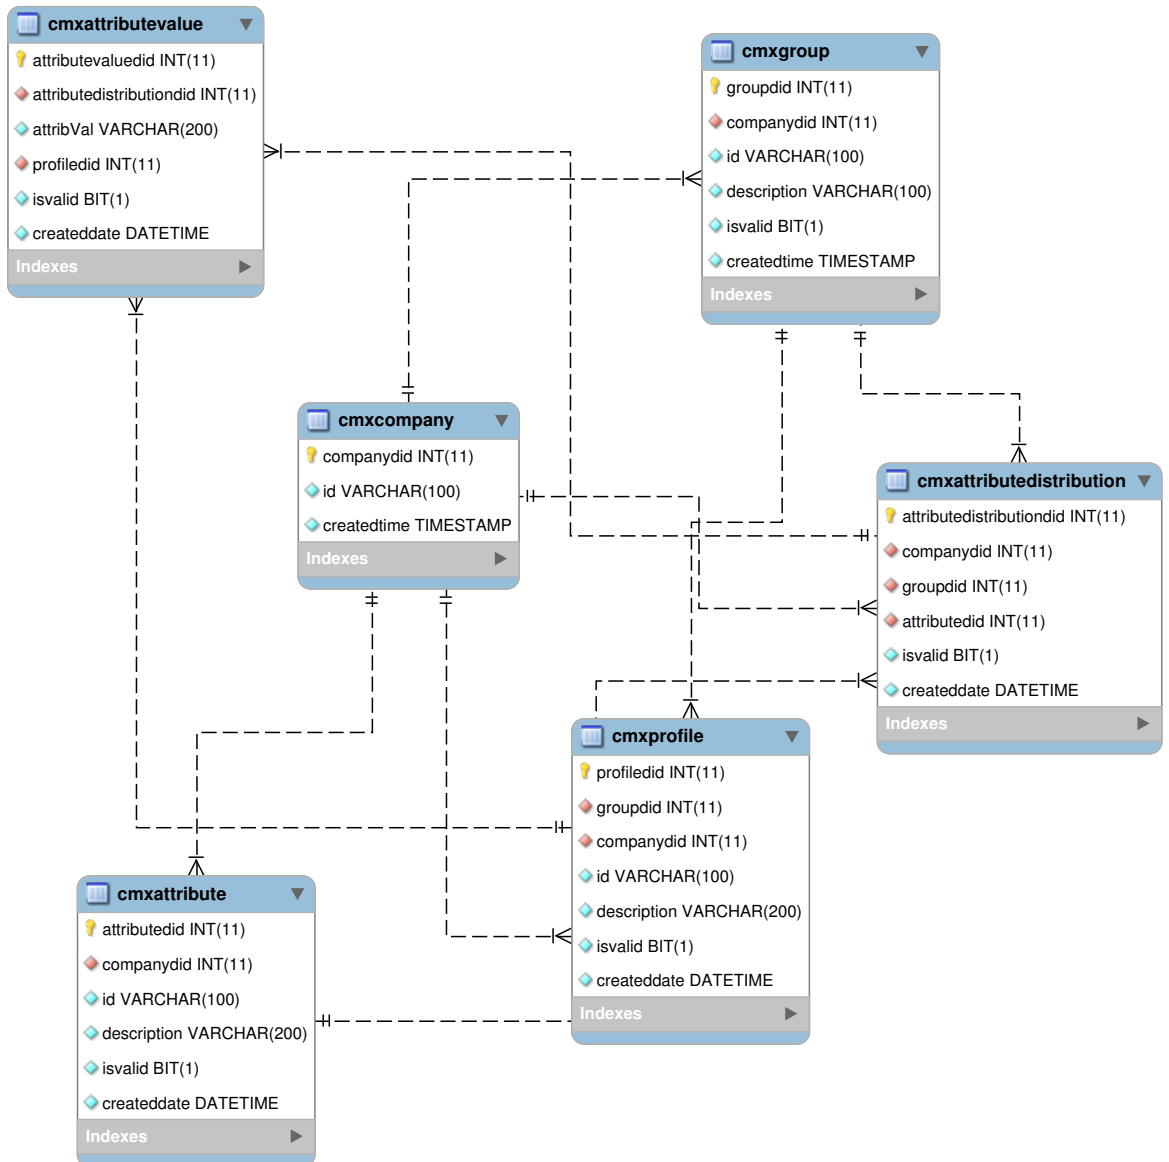 cmxattributevalue
attributevaluedid INT(11)
attributedistributiondid INT(11)
attribVal VARCHAR(200)
profiledid INT(11)
isvalid BIT(1)
createddate DATETIME
Indexes
cmxgroup
groupdid INT(11)
companydid INT(11)
id VARCHAR(100)
description VARCHAR(100)
isvalid BIT(1)
createdtime TIMESTAMP
Indexes
cmxcompany
companydid INT(11)
id VARCHAR(100)
createdtime TIMESTAMP
Indexes
cmxattributedistribution
attributedistributiondid INT(11)
companydid INT(11)
groupdid INT(11)
attributedid INT(11)
isvalid BIT(1)
createddate DATETIME
Indexes
cmxprofile
profiledid INT(11)
groupdid INT(11)
companydid INT(11)
id VARCHAR(100)
description VARCHAR(200)
isvalid BIT(1)
createddate DATETIME
Indexes
cmxattribute
attributedid INT(11)
companydid INT(11)
id VARCHAR(100)
description VARCHAR(200)
isvalid BIT(1)
createddate DATETIME
Indexes